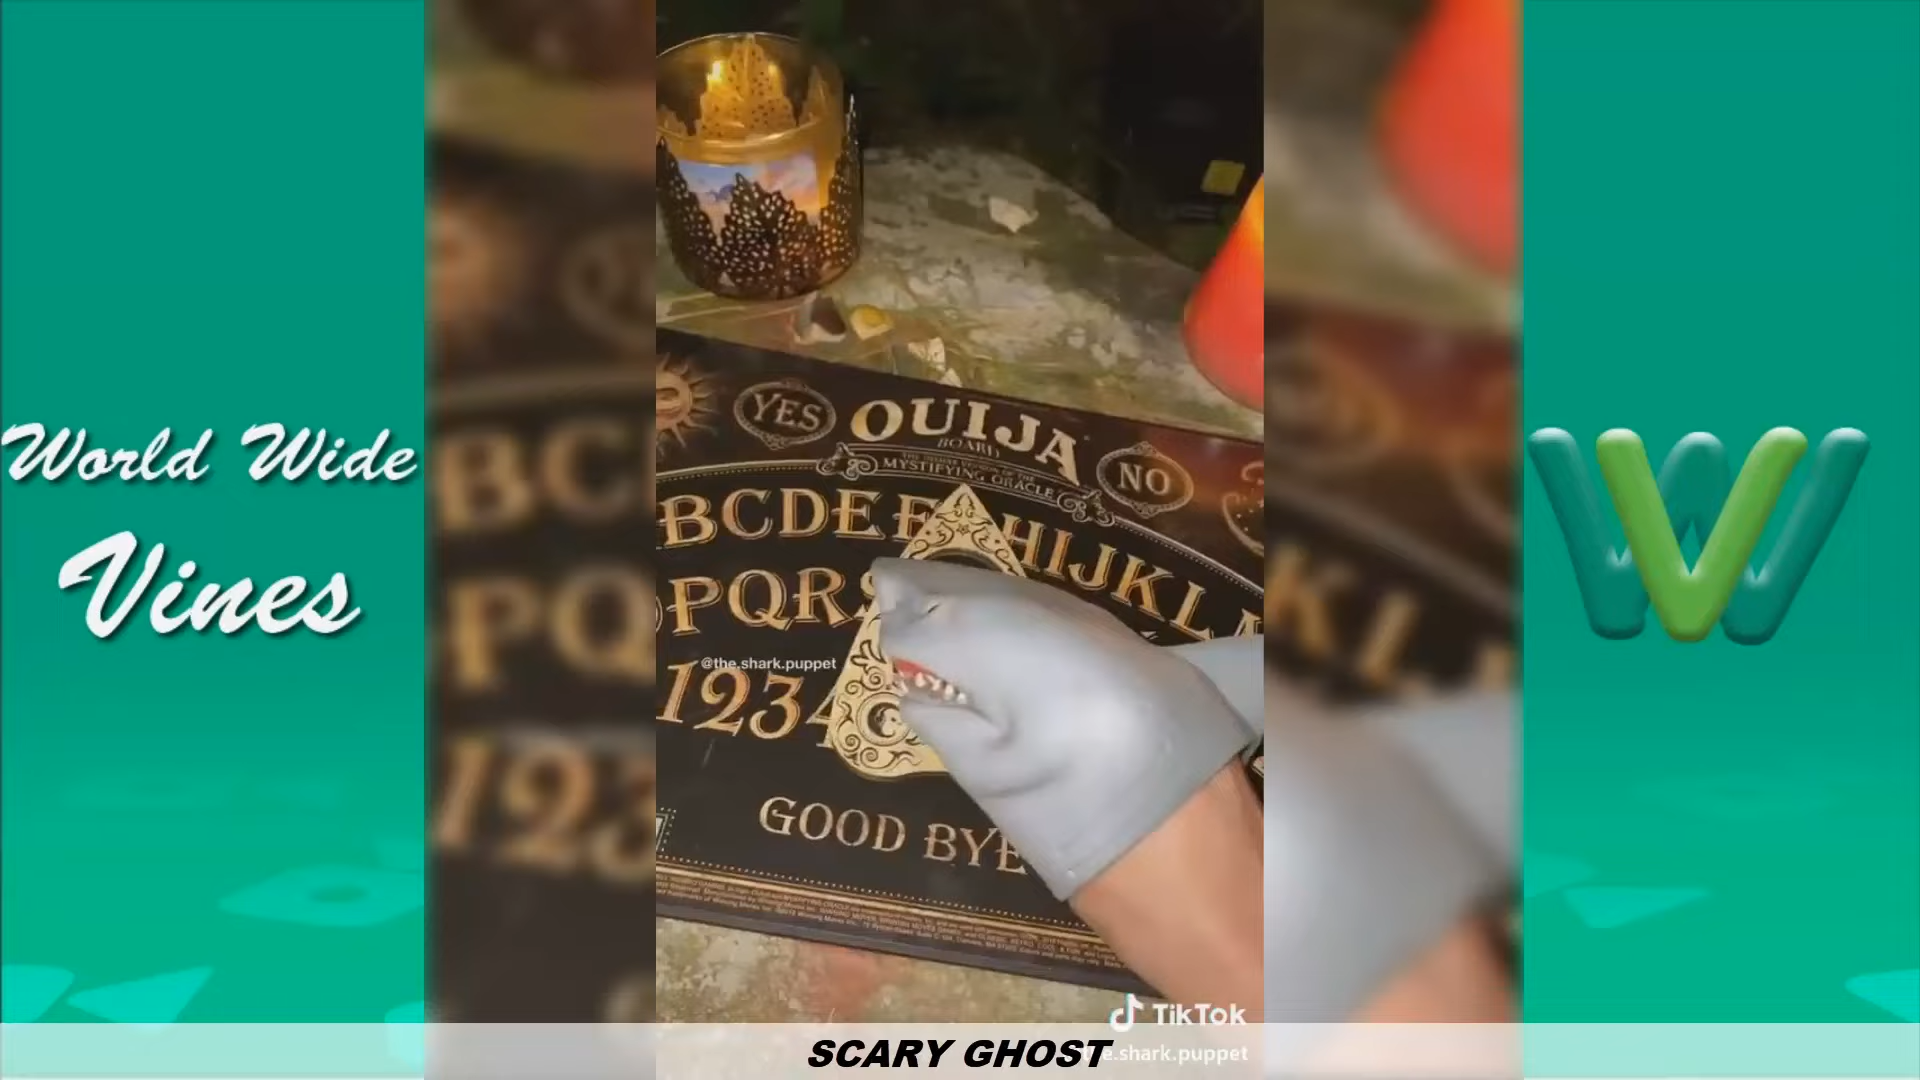 World Wide
Vines
YES
OUIJA
BOARD
NO
MYSTIFYING ORACLE
BCDEF HIJKL
PQRS
@the.shark.puppet
1234
GOOD BYE
TikTok
SCARY GHOST
.shark.puppet